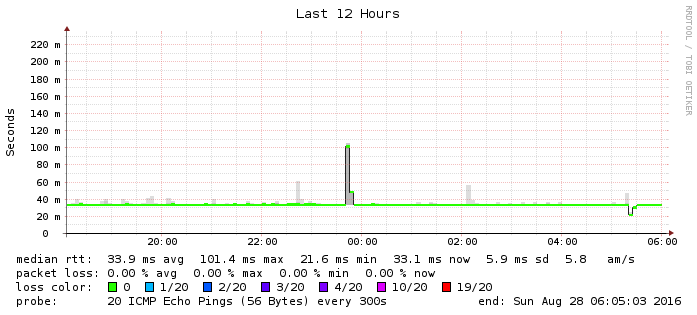 Last 12 Hours
RRDTOOL / TOBI OETIKER
Seconds
220 m
200 m
180 m
160 m
140 m
120 m
100 m
80 m
60 m
40 m
20 m
0
20:00 22:00 00:00 02:00 04:00 06:00
median rtt: 33.9 ms avg 101.4 ms max 21.6 ms min 33.1 ms now 5.9 ms sd 5.8 am/s
packet loss: 0.00 % avg 0.00 % max 0.00 % min 0.00 % now
loss color: 0 1/20 2/20 3/20 4/20 10/20 19/20
probe: 20 ICMP Echo Pings (56 Bytes) every 300s end: Sun Aug 28 06:05:03 2016